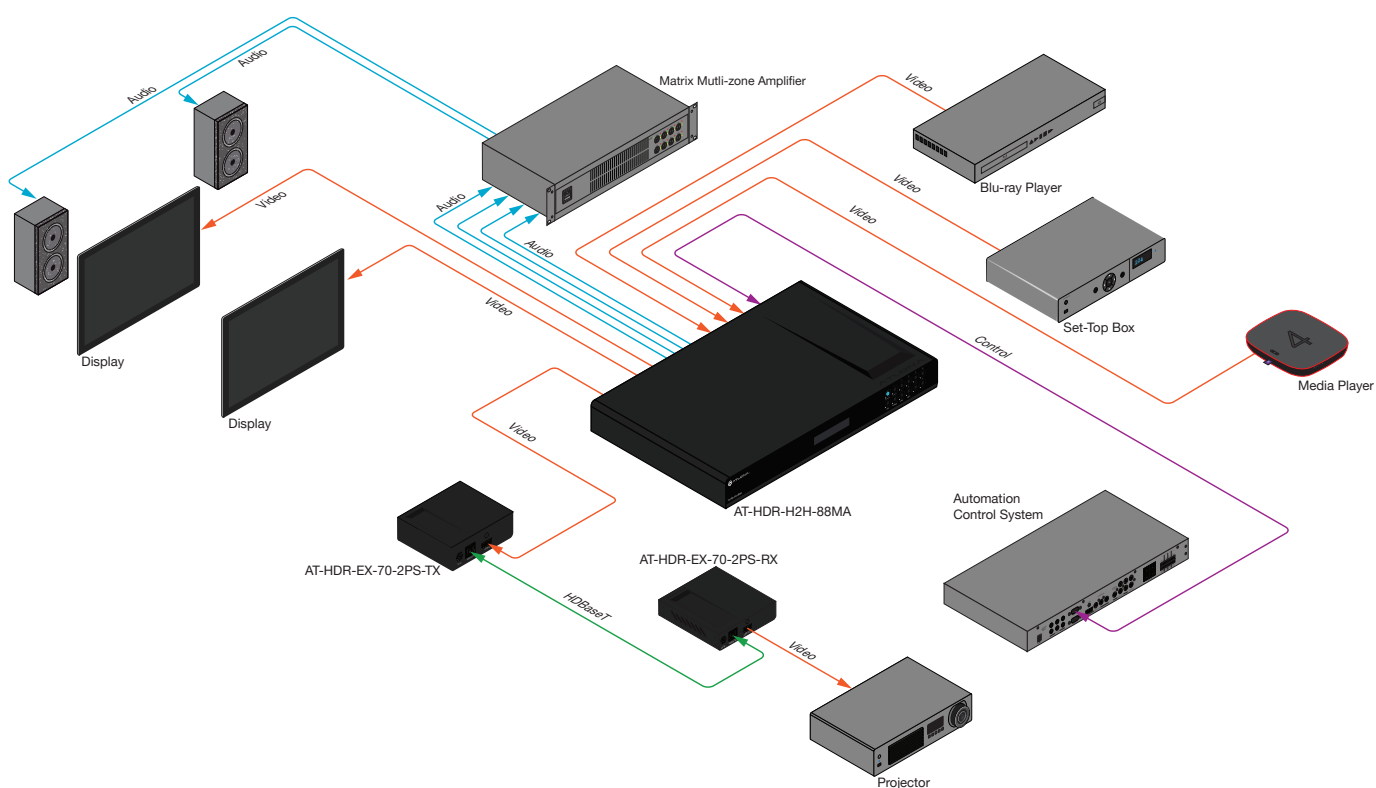 Audio
Audio
Matrix Mutli-zone Amplifier
Video
Blu-ray Player
Video
Video
Audio
Audio
Video
Video
Set-Top Box
Control
Media Player
Display
Display
Video
AT-HDR-H2H-88MA
Automation
Control System
AT-HDR-EX-70-2PS-TX
AT-HDR-EX-70-2PS-RX
HDBaseT
Video
Projector
4